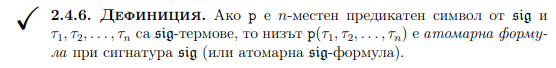 ✓ 2.4.6. Дефиниция. Ако p е n-местен предикатен символ от sig и
τ₁, τ₂, . . . , τₙ са sig-термове, то низът p(τ₁, τ₂, . . . , τₙ) е атомарна форму-
ла при сигнатура sig (или атомарна sig-формула).